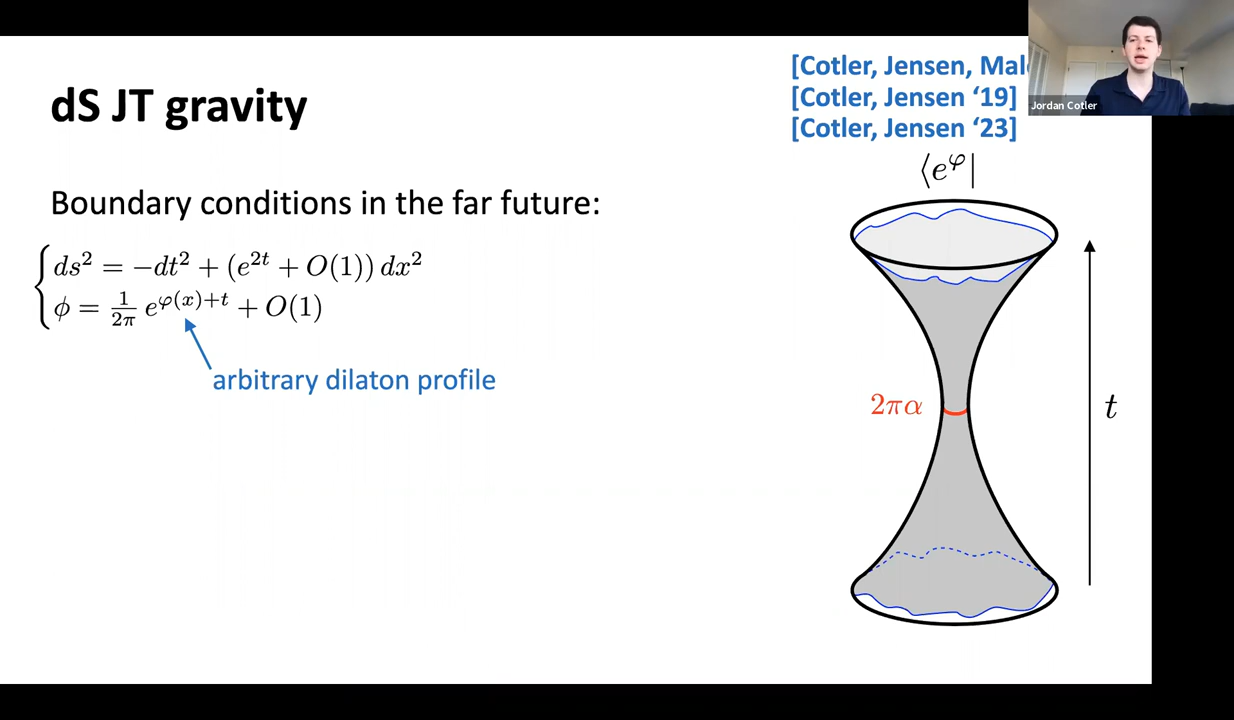 dS JT gravity
[Cotler, Jensen,
[Cotler, Jensen ‘19]
[Cotler, Jensen ‘23]
Jordan Cotler
⟨e^φ|
Boundary conditions in the far future:
ds² = −dt² + (e^{2t} + O(1)) dx²
ϕ = 1/2π e^{φ(x)+t} + O(1)
arbitrary dilaton profile
2πα
t